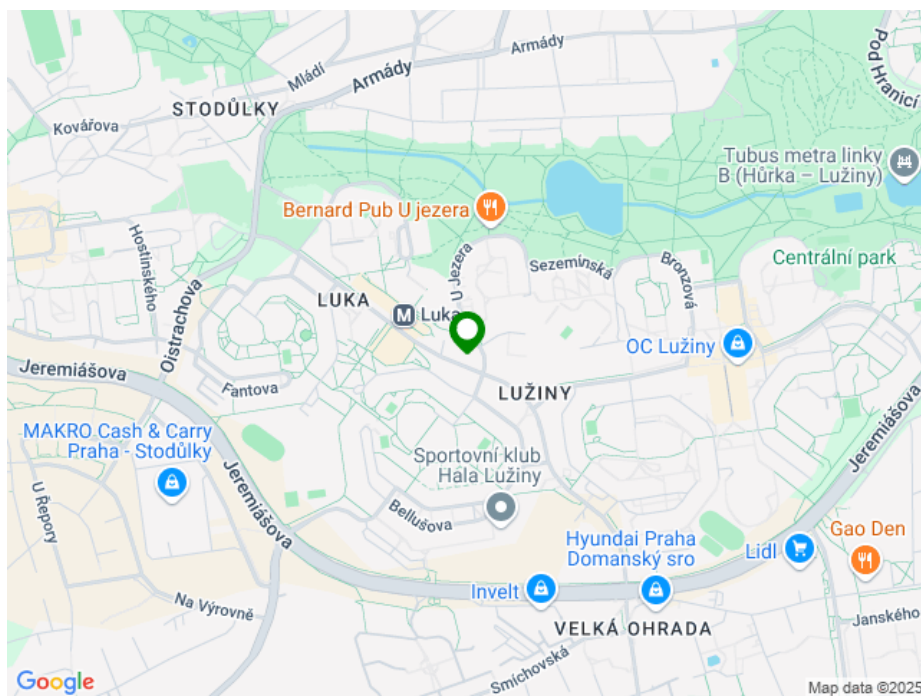 Pod Hranicí
Armády
Mládí
Armády
STODŮLKY
Kovářova
Tubus metra linky
B (Hůrka – Lužiny)
Bernard Pub U jezera
Hostinského
U Jezera
Sezemínská
Bronzová
Centrální park
LUKA
M
Luka
Oistrachova
OC Lužiny
Jeremiášova
Fantova
LUŽINY
Jeremiášova
MAKRO Cash & Carry
Praha - Stodůlky
Sportovní klub
Hala Lužiny
Jeremiášova
U Řepory
Bellušova
Hyundai Praha
Domanský sro
Lidl
Gao Den
Invelt
Na Výrovně
VELKÁ OHRADA
Janského
Smíchovská
Google
Map data ©2025